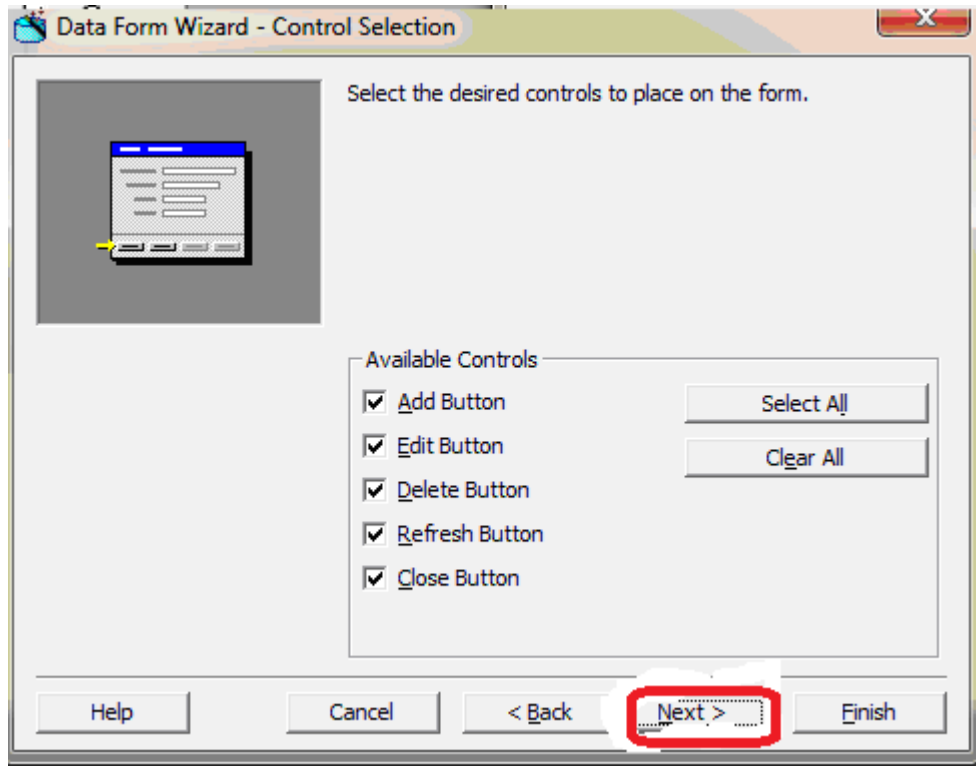 Data Form Wizard - Control Selection
X
Select the desired controls to place on the form.
Available Controls
Add Button
Select All
Edit Button
Clear All
Delete Button
Refresh Button
Close Button
Help
Cancel
< Back
Next >
Finish